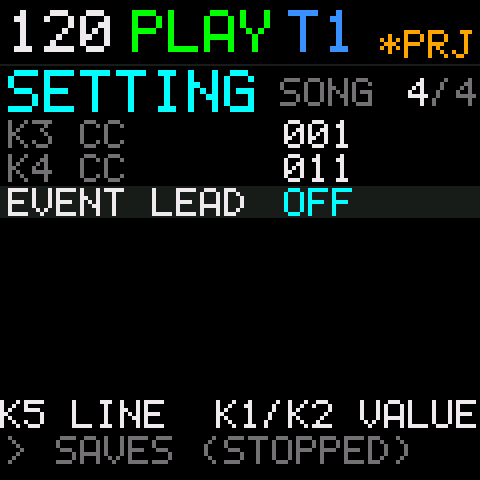 120 PLAY T1 *PRJ
SETTING SONG 4/4
K3 CC 001
K4 CC 011
EVENT LEAD OFF
K5 LINE K1/K2 VALUE
> SAVES (STOPPED)